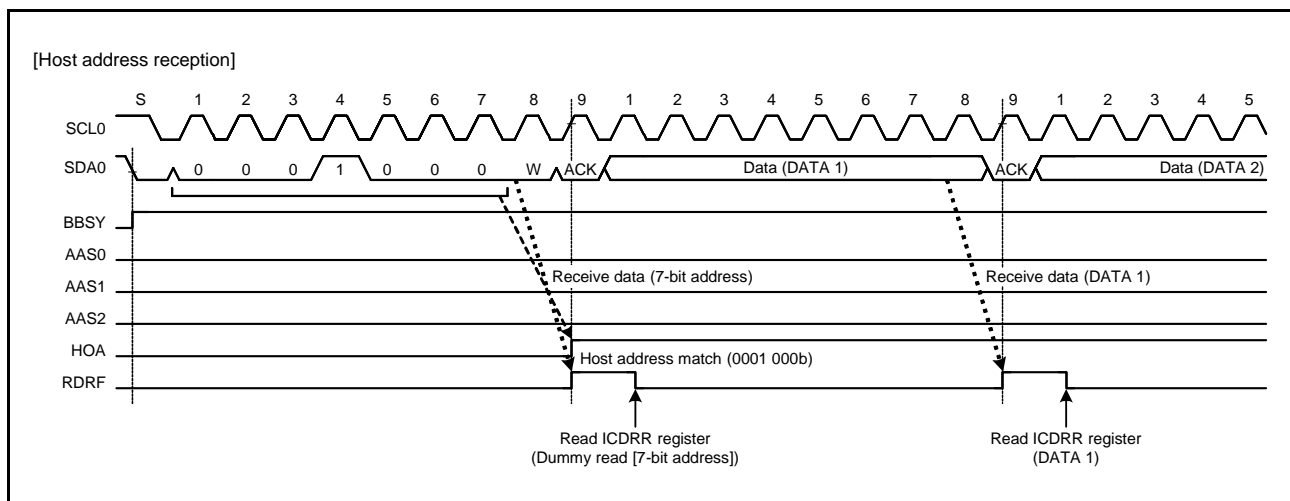 [Host address reception]
S 1 2 3 4 5 6 7 8 9 1 2 3 4 5 6 7 8 9 1 2 3 4 5
SCL0
SDA0 0 0 0 1 0 0 0 W ACK Data (DATA 1) ACK Data (DATA 2)
BBSY
AAS0
Receive data (7-bit address) Receive data (DATA 1)
AAS1
AAS2
HOA
Host address match (0001 000b)
RDRF
Read ICDRR register
(Dummy read [7-bit address])
Read ICDRR register
(DATA 1)